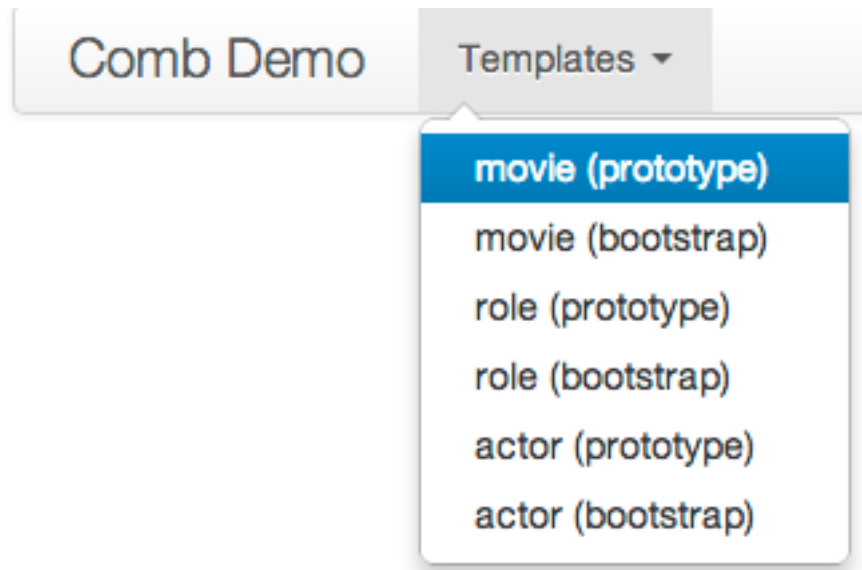 Comb Demo Templates
movie (prototype)
movie (bootstrap)
role (prototype)
role (bootstrap)
actor (prototype)
actor (bootstrap)